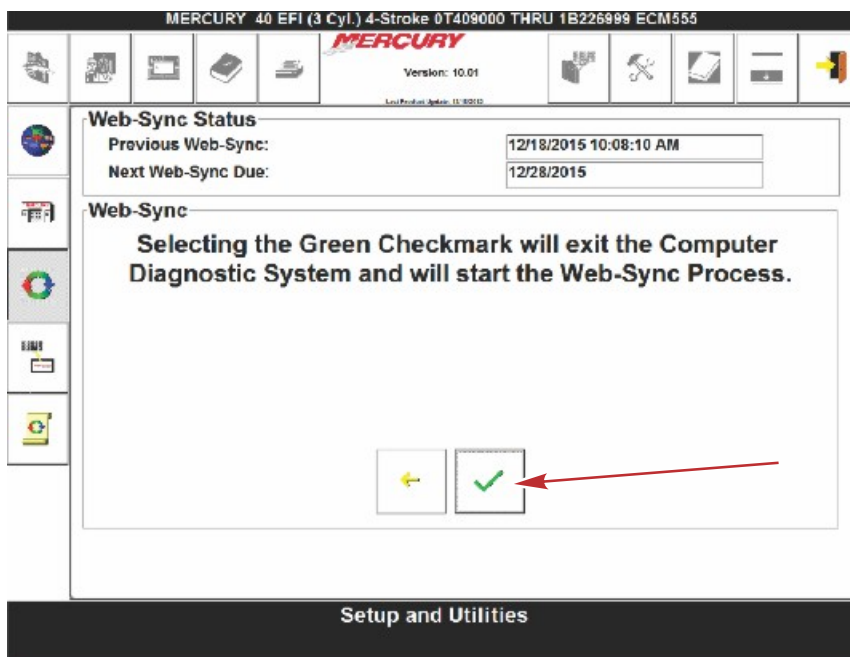 MERCURY 40 EFI (3 Cyl.) 4-Stroke 0T409000 THRU 1B226999 ECM555
MERCURY
Version: 10.01
Web-Sync Status
Previous Web-Sync: 12/18/2015 10:08:10 AM
Next Web-Sync Due: 12/28/2015
Web-Sync
Selecting the Green Checkmark will exit the Computer
Diagnostic System and will start the Web-Sync Process.
Setup and Utilities